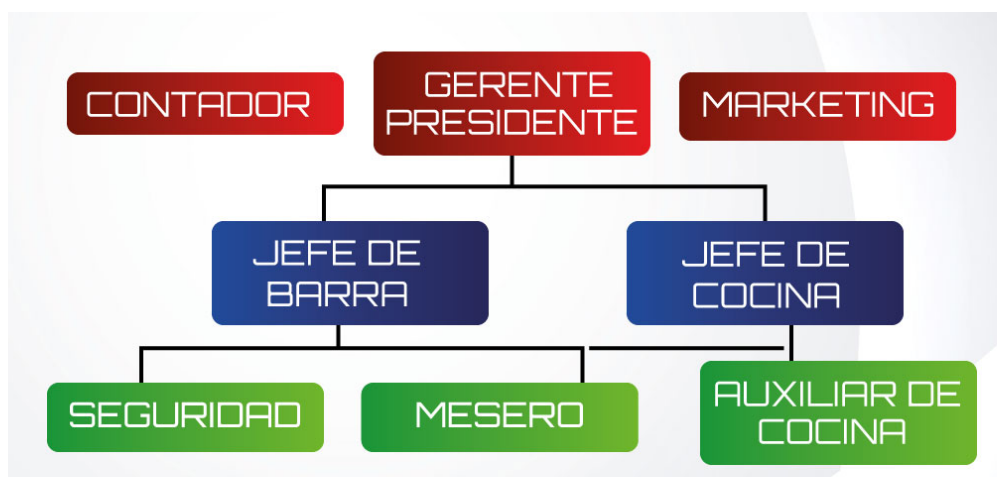 CONTADOR
GERENTE
PRESIDENTE
MARKETING
JEFE DE
BARRA
JEFE DE
COCINA
SEGURIDAD
MESERO
AUXILIAR DE
COCINA